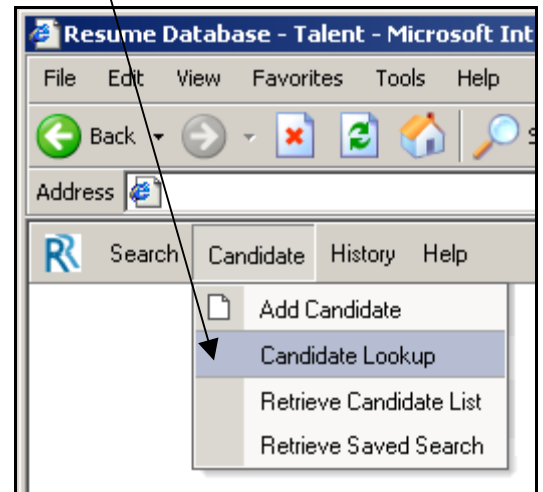 Resume Database - Talent - Microsoft Int
File Edit View Favorites Tools Help
Back
Address
R Search Candidate History Help
Add Candidate
Candidate Lookup
Retrieve Candidate List
Retrieve Saved Search